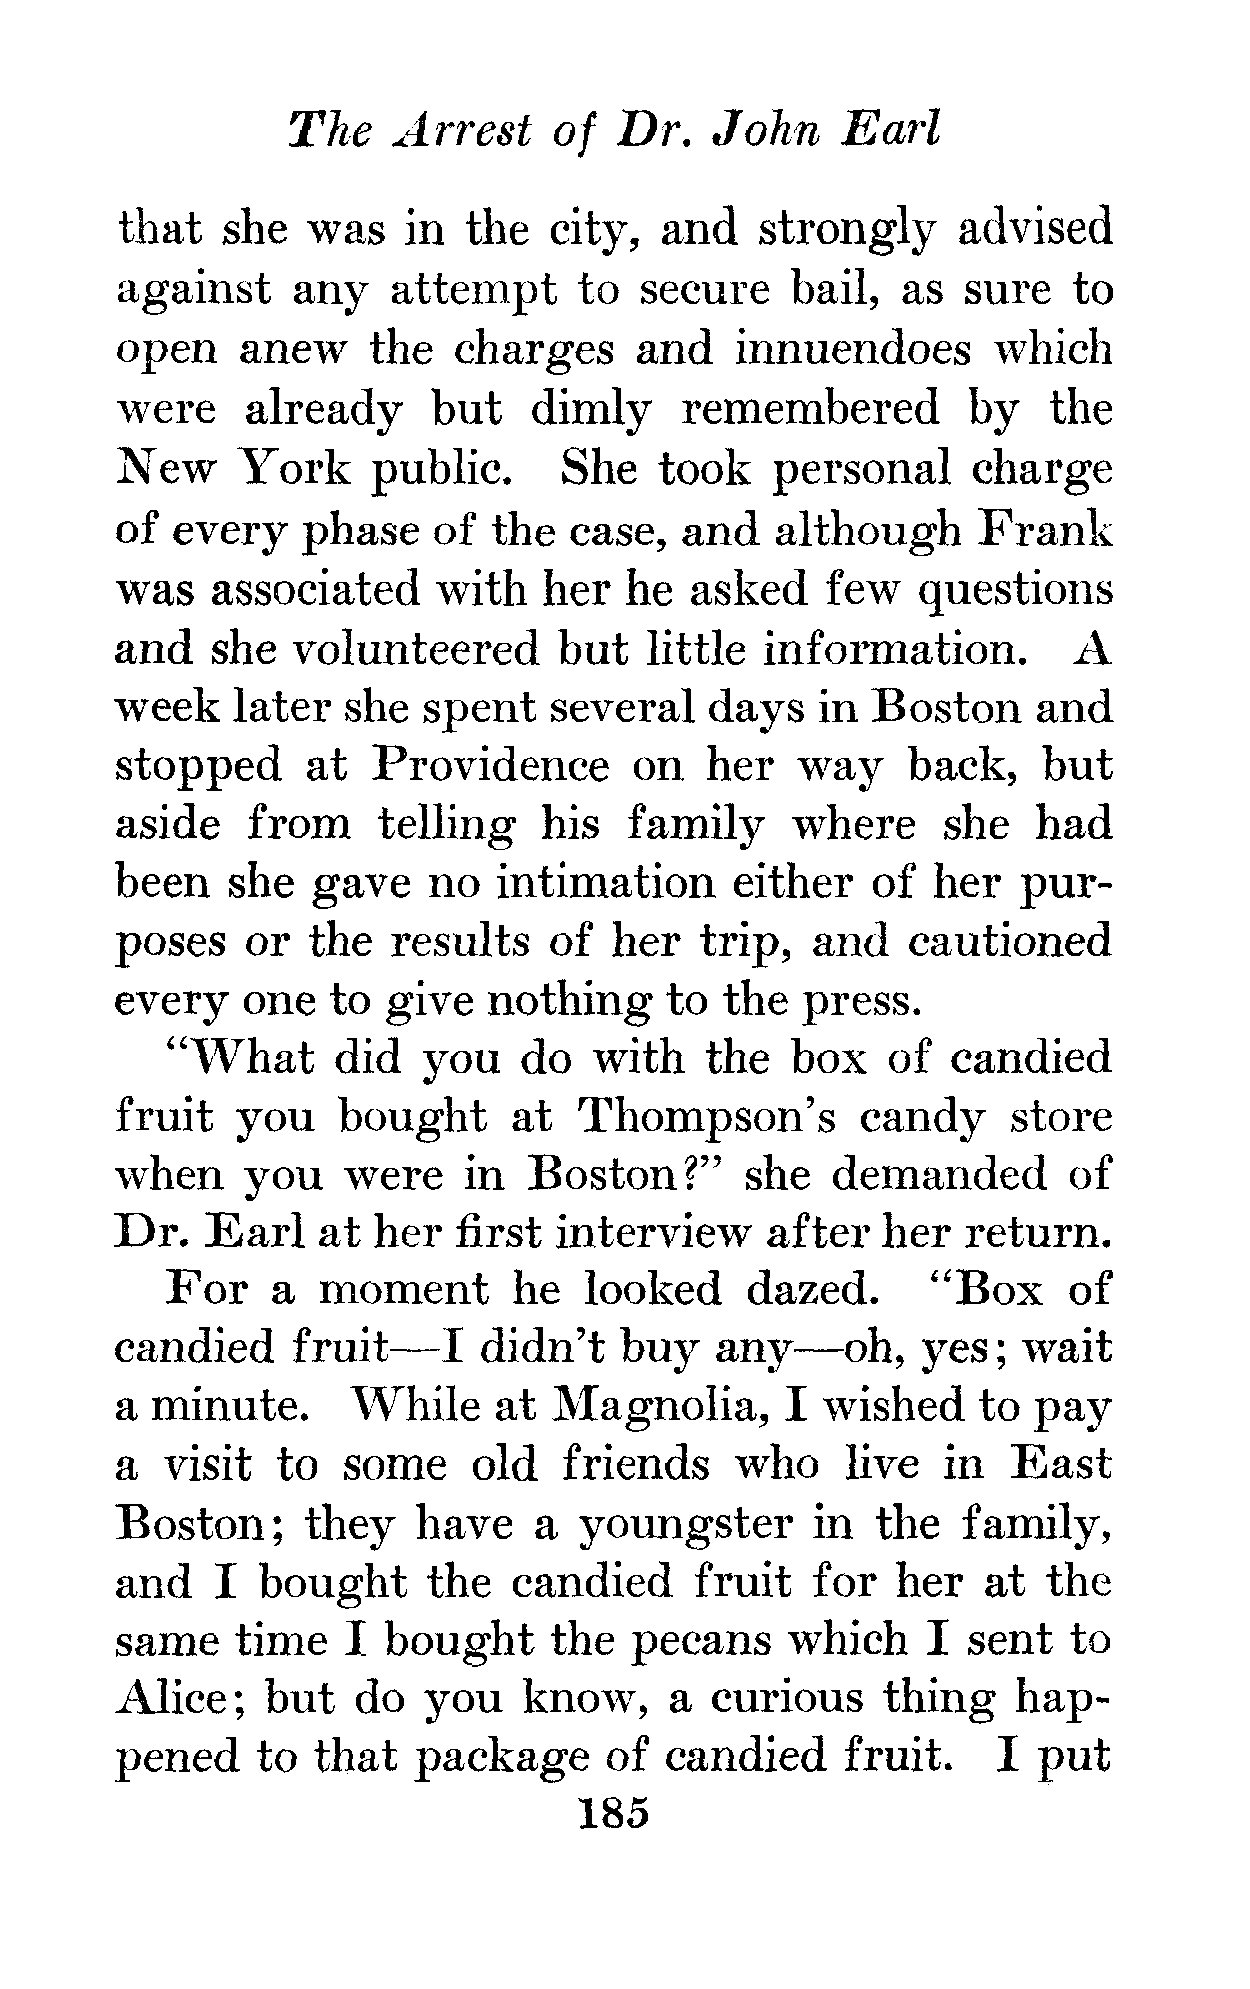 The Arrest of Dr. John Earl
that she was in the city, and strongly advised
against any attempt to secure bail, as sure to
open anew the charges and innuendoes which
were already but dimly remembered by the
New York public. She took personal charge
of every phase of the case, and although Frank
was associated with her he asked few questions
and she volunteered but little information. A
week later she spent several days in Boston and
stopped at Providence on her way back, but
aside from telling his family where she had
been she gave no intimation either of her pur-
poses or the results of her trip, and cautioned
every one to give nothing to the press.
“What did you do with the box of candied
fruit you bought at Thompson’s candy store
when you were in Boston?” she demanded of
Dr. Earl at her first interview after her return.
For a moment he looked dazed. “Box of
candied fruit—I didn’t buy any—oh, yes; wait
a minute. While at Magnolia, I wished to pay
a visit to some old friends who live in East
Boston; they have a youngster in the family,
and I bought the candied fruit for her at the
same time I bought the pecans which I sent to
Alice; but do you know, a curious thing hap-
pened to that package of candied fruit. I put
185